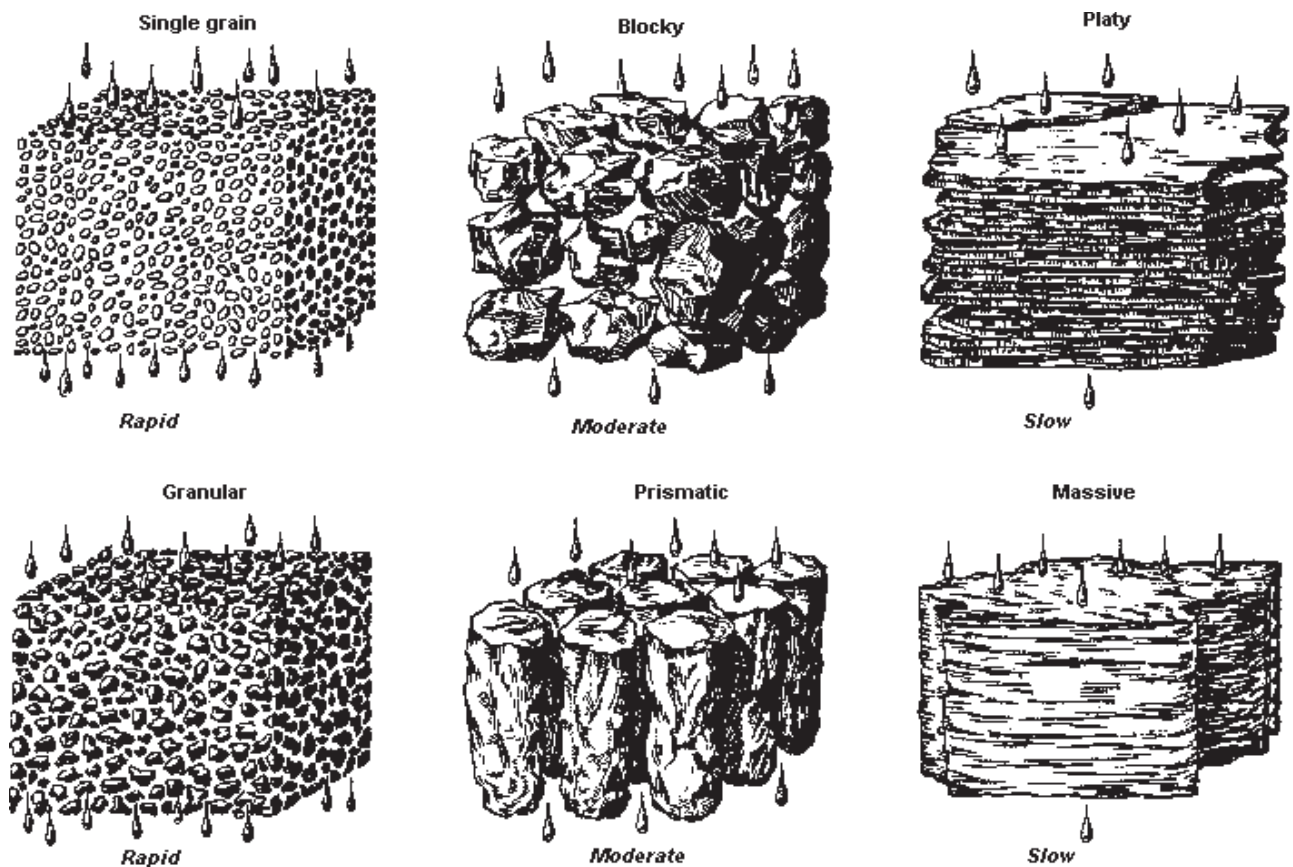 Single grain
Blocky
Platy
Rapid
Moderate
Slow
Granular
Prismatic
Massive
Rapid
Moderate
Slow